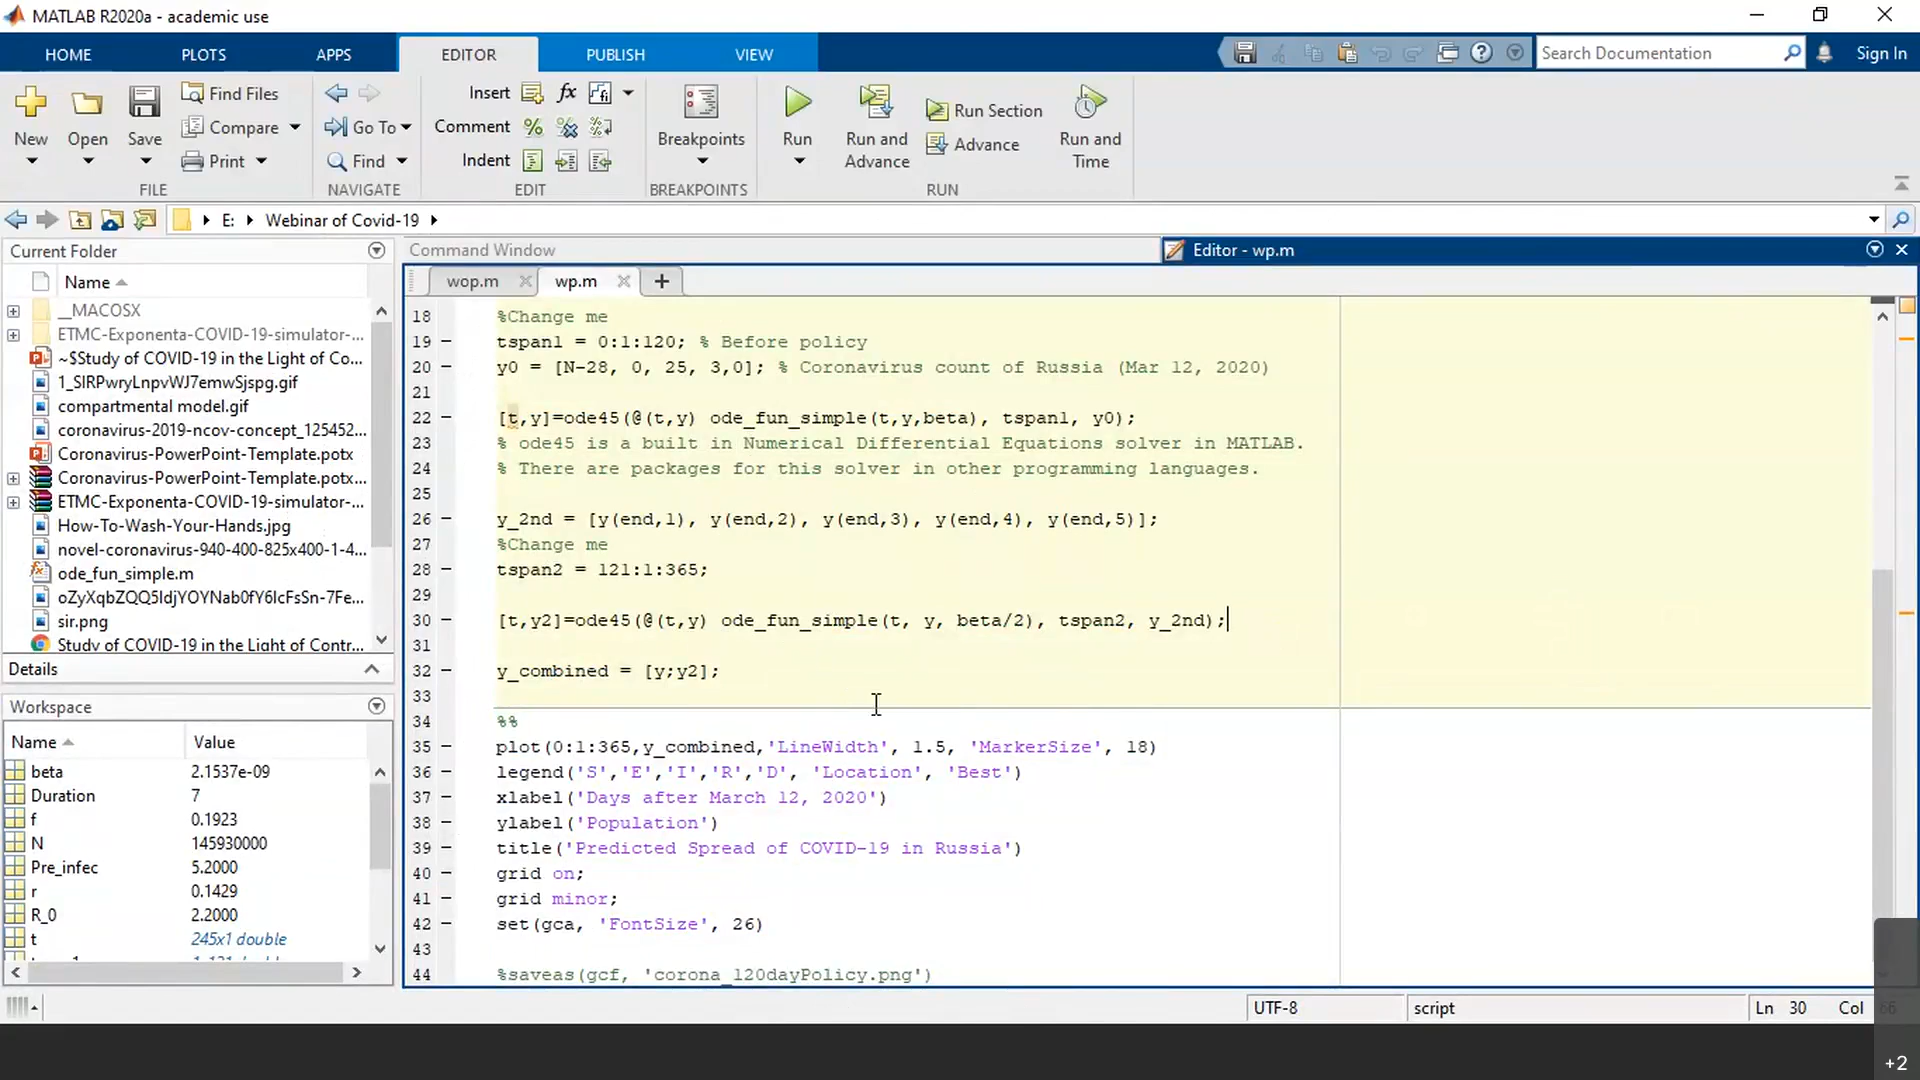 MATLAB R2020a - academic use
HOME PLOTS APPS EDITOR PUBLISH VIEW
Search Documentation
Sign In
New
Open
Save
Find Files
Compare
Print
FILE
Go To
Find
NAVIGATE
Insert
Comment
Indent
EDIT
Breakpoints
BREAKPOINTS
Run
Run and Advance
Run Section
Advance
Run and Time
RUN
E: Webinar of Covid-19
Current Folder
Name
__MACOSX
ETMC-Exponenta-COVID-19-simulator-...
~$Study of COVID-19 in the Light of Co...
1_SIRPwryLnpvWJ7emwSjspg.gif
compartmental model.gif
coronavirus-2019-ncov-concept_125452...
Coronavirus-PowerPoint-Template.potx
Coronavirus-PowerPoint-Template.potx...
ETMC-Exponenta-COVID-19-simulator-...
How-To-Wash-Your-Hands.jpg
novel-coronavirus-940-400-825x400-1-4...
ode_fun_simple.m
oZyXqbZQQ5IdjYOYNab0fY6IcFsSn-7Fe...
sir.png
Study of COVID-19 in the Light of Contr...
Details
Workspace
Name Value
beta 2.1537e-09
Duration 7
f 0.1923
N 145930000
Pre_infec 5.2000
r 0.1429
R_0 2.2000
t 245x1 double
Command Window
Editor - wp.m
wop.m
wp.m
18 %Change me
19 tspan1 = 0:1:120; % Before policy
20 y0 = [N-28, 0, 25, 3,0]; % Coronavirus count of Russia (Mar 12, 2020)
21
22 [t,y]=ode45(@(t,y) ode_fun_simple(t,y,beta), tspan1, y0);
23 % ode45 is a built in Numerical Differential Equations solver in MATLAB.
24 % There are packages for this solver in other programming languages.
25
26 y_2nd = [y(end,1), y(end,2), y(end,3), y(end,4), y(end,5)];
27 %Change me
28 tspan2 = 121:1:365;
29
30 [t,y2]=ode45(@(t,y) ode_fun_simple(t, y, beta/2), tspan2, y_2nd);
31
32 y_combined = [y;y2];
33
34 %%
35 plot(0:1:365,y_combined,'LineWidth', 1.5, 'MarkerSize', 18)
36 legend('S','E','I','R','D', 'Location', 'Best')
37 xlabel('Days after March 12, 2020')
38 ylabel('Population')
39 title('Predicted Spread of COVID-19 in Russia')
40 grid on;
41 grid minor;
42 set(gca, 'FontSize', 26)
43
44 %saveas(gcf, 'corona_120dayPolicy.png')
UTF-8
script
Ln 30 Col
+2